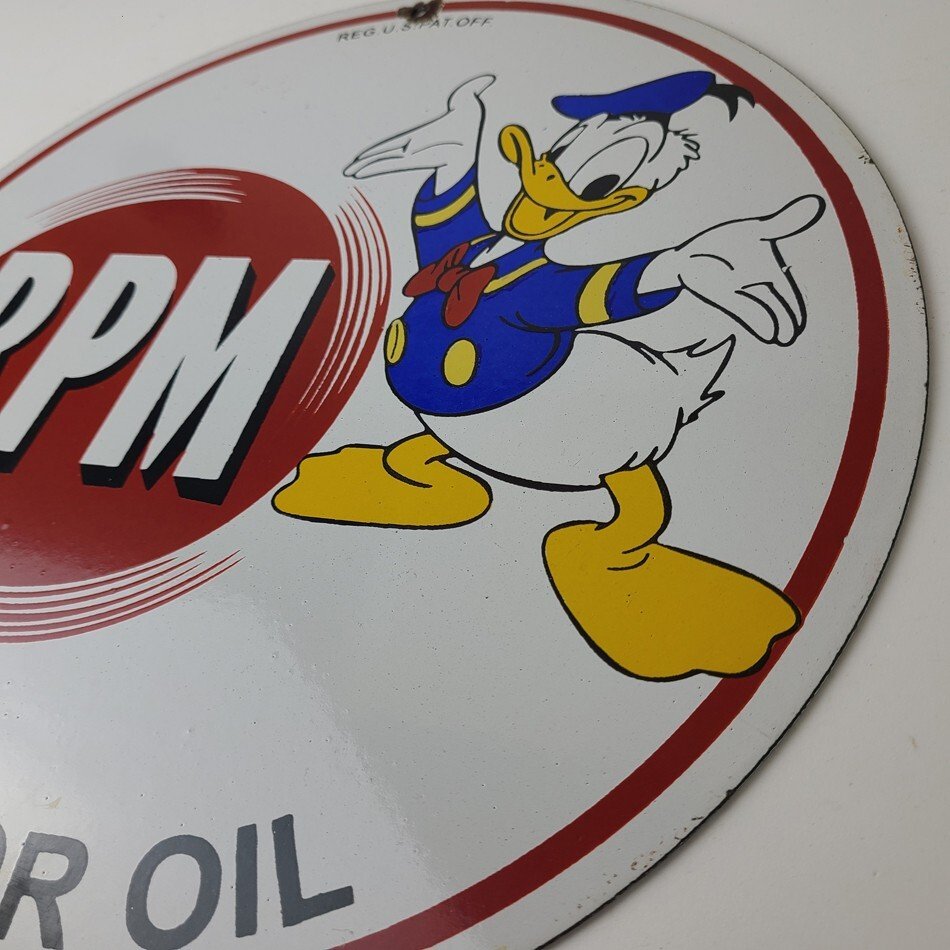 REG. U.S. PAT. OFF.
PPM
OR OIL